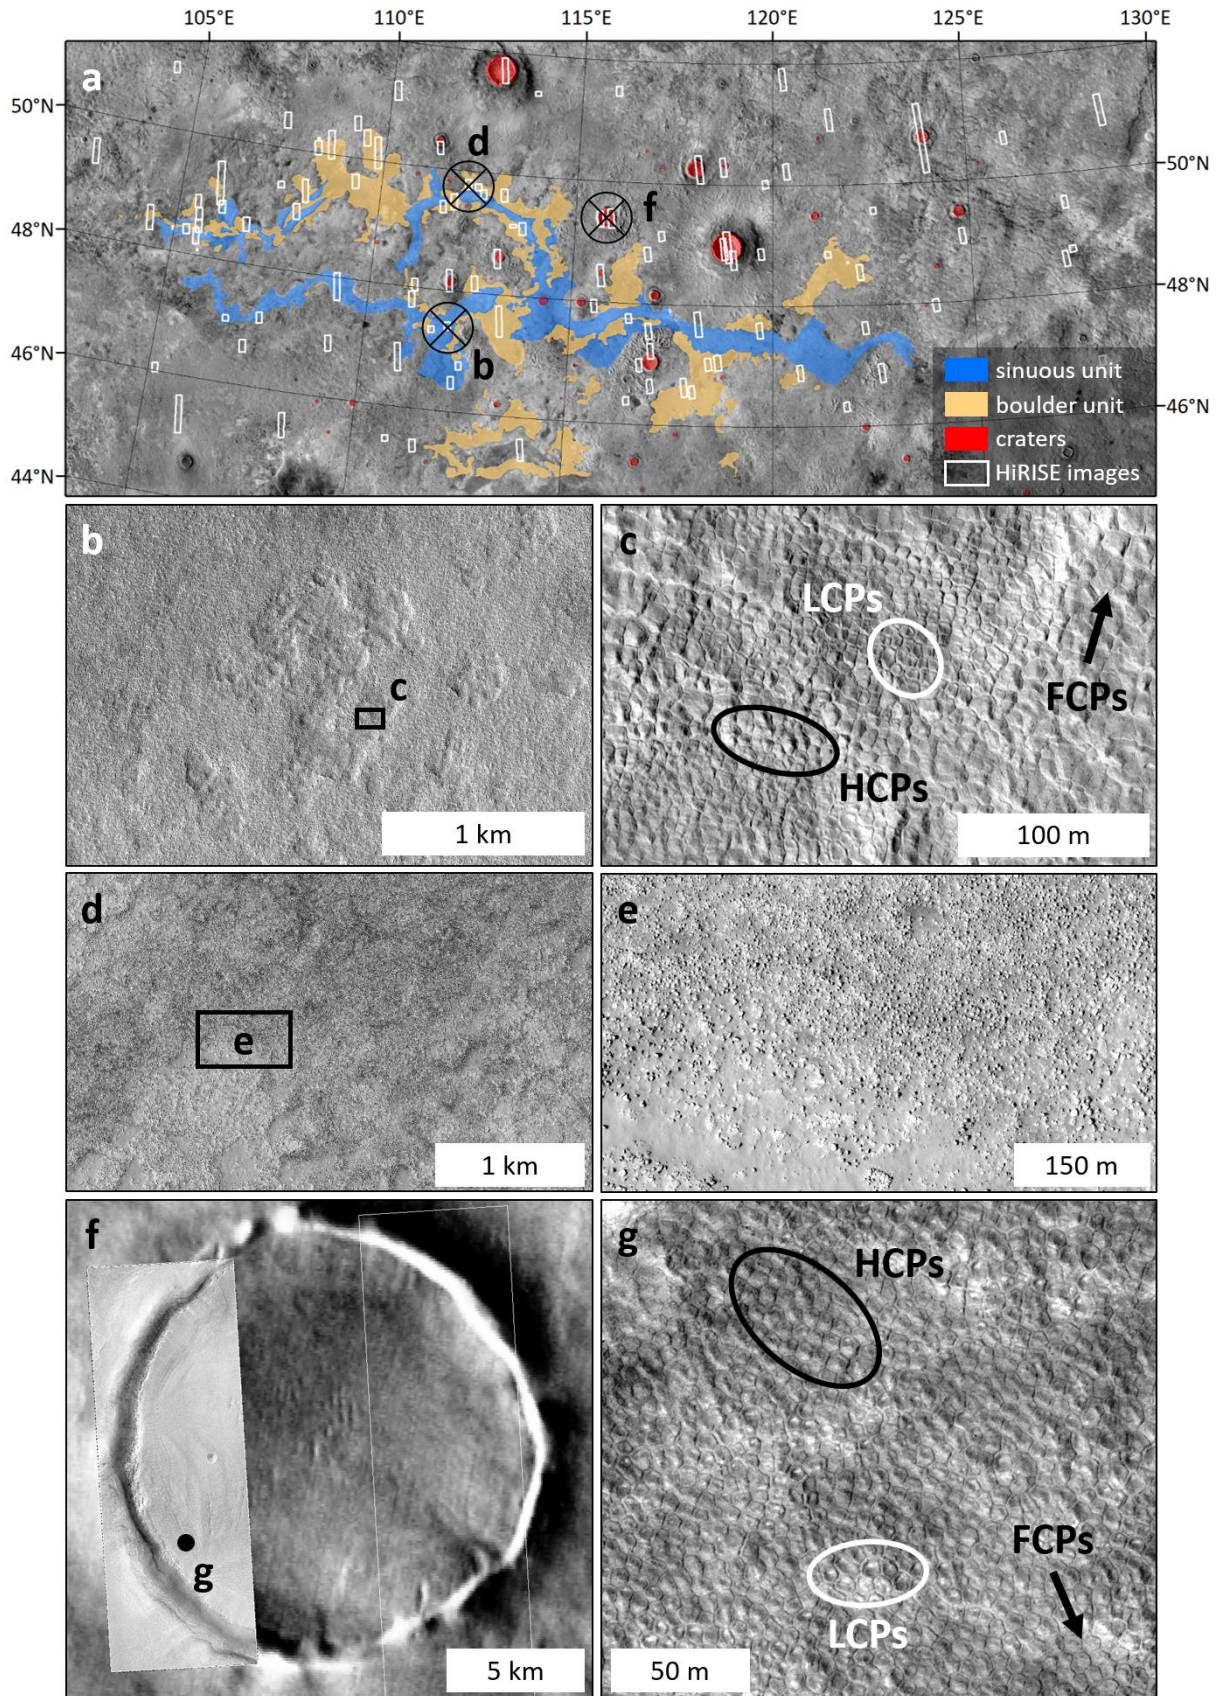 105°E 110°E 115°E 120°E 125°E 130°E
a
50°N
d
f
50°N
48°N
48°N
46°N
b
46°N
44°N
sinuous unit
boulder unit
craters
HiRISE images
b
c
1 km
c
LCPs
FCPs
HCPs
100 m
d
e
1 km
e
150 m
f
g
5 km
g
HCPs
FCPs
LCPs
50 m